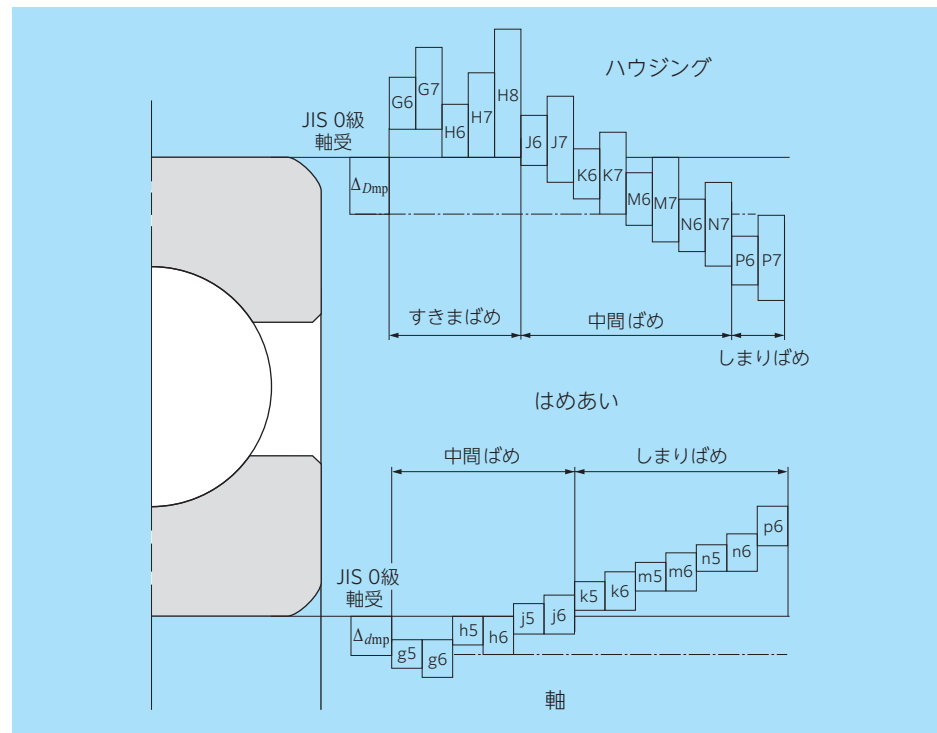 ハウジング
JIS 0級
軸受
G6
G7
H6
H7
H8
J6
J7
K6
K7
M6
M7
N6
N7
P6
P7
ΔDmp
すきまばめ
中間ばめ
しまりばめ
はめあい
中間ばめ
しまりばめ
JIS 0級
軸受
Δdmp
g5
g6
h5
h6
j5
j6
k5
k6
m5
m6
n5
n6
p6
軸